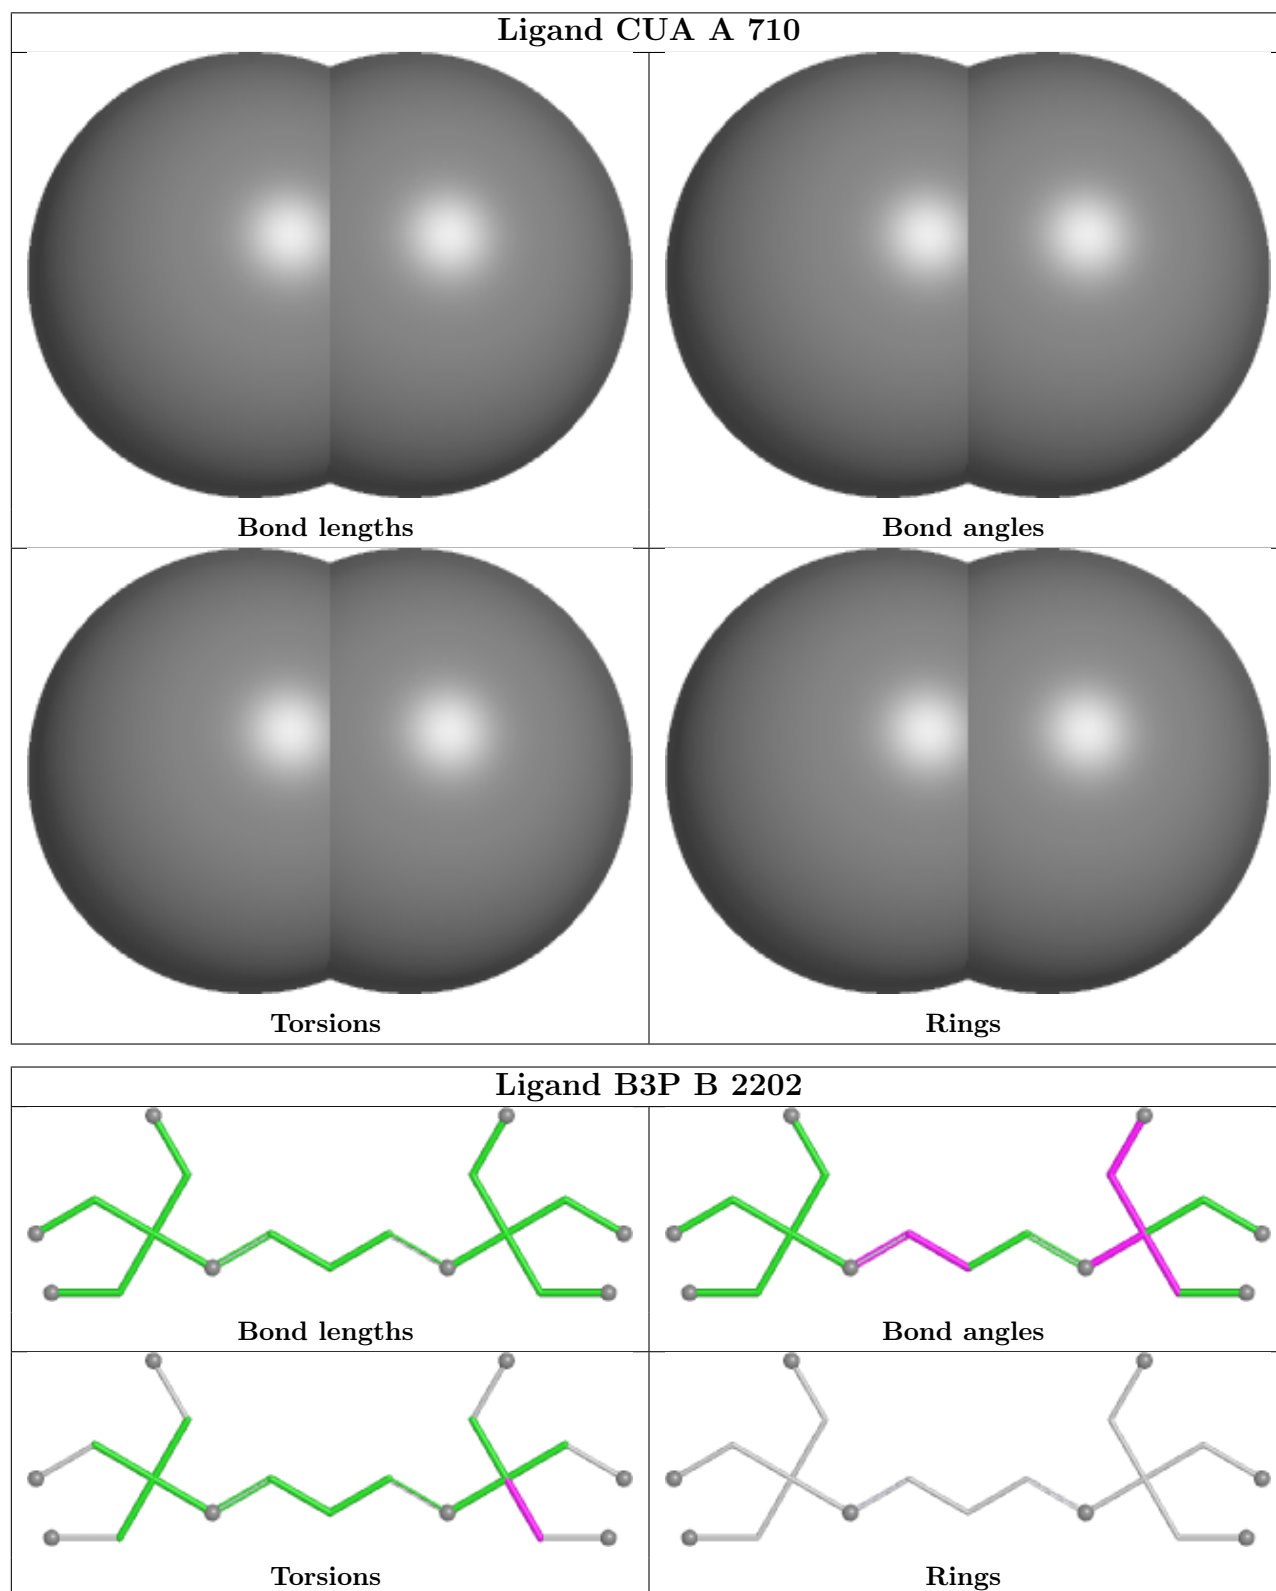 Ligand CUA A 710
Bond lengths
Bond angles
Torsions
Rings
Ligand B3P B 2202
Bond lengths
Bond angles
Torsions
Rings